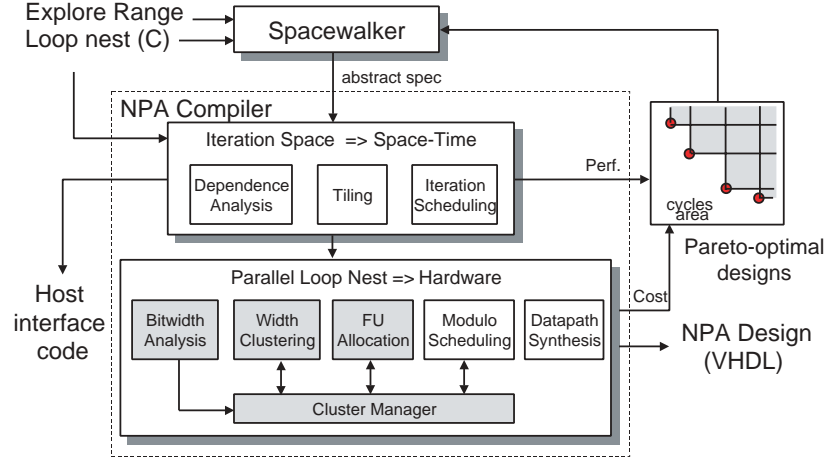 Explore Range
Loop nest (C)
Spacewalker
abstract spec
NPA Compiler
Iteration Space => Space-Time
Dependence
Analysis
Tiling
Iteration
Scheduling
Perf.
cycles
area
Pareto-optimal
designs
Parallel Loop Nest => Hardware
Cost
Host
interface
code
Bitwidth
Analysis
Width
Clustering
FU
Allocation
Modulo
Scheduling
Datapath
Synthesis
NPA Design
(VHDL)
Cluster Manager